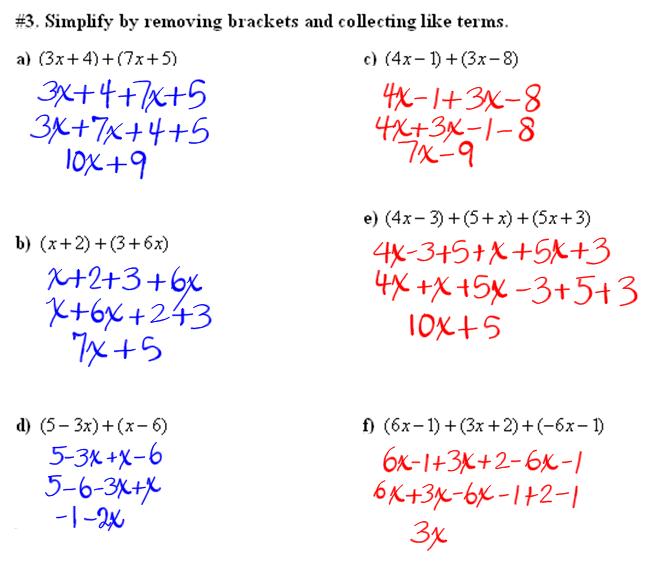 #3. Simplify by removing brackets and collecting like terms.
a) (3x+4)+(7x+5)
3x+4+7x+5
3x+7x+4+5
10x+9
b) (x+2)+(3+6x)
x+2+3+6x
x+6x+2+3
7x+5
d) (5-3x)+(x-6)
5-3x+x-6
5-6-3x+x
-1-2x
c) (4x-1)+(3x-8)
4x-1+3x-8
4x+3x-1-8
7x-9
e) (4x-3)+(5+x)+(5x+3)
4x-3+5+x+5x+3
4x+x+5x-3+5+3
10x+5
f) (6x-1)+(3x+2)+(-6x-1)
6x-1+3x+2-6x-1
6x+3x-6x-1+2-1
3x